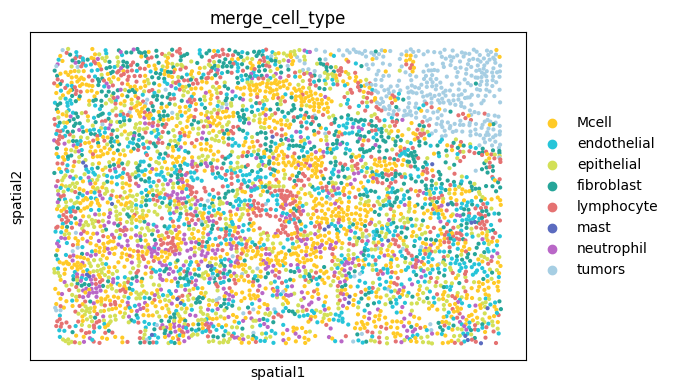 merge_cell_type
spatial2
Mcell
endothelial
epithelial
fibroblast
lymphocyte
mast
neutrophil
tumors
spatial1